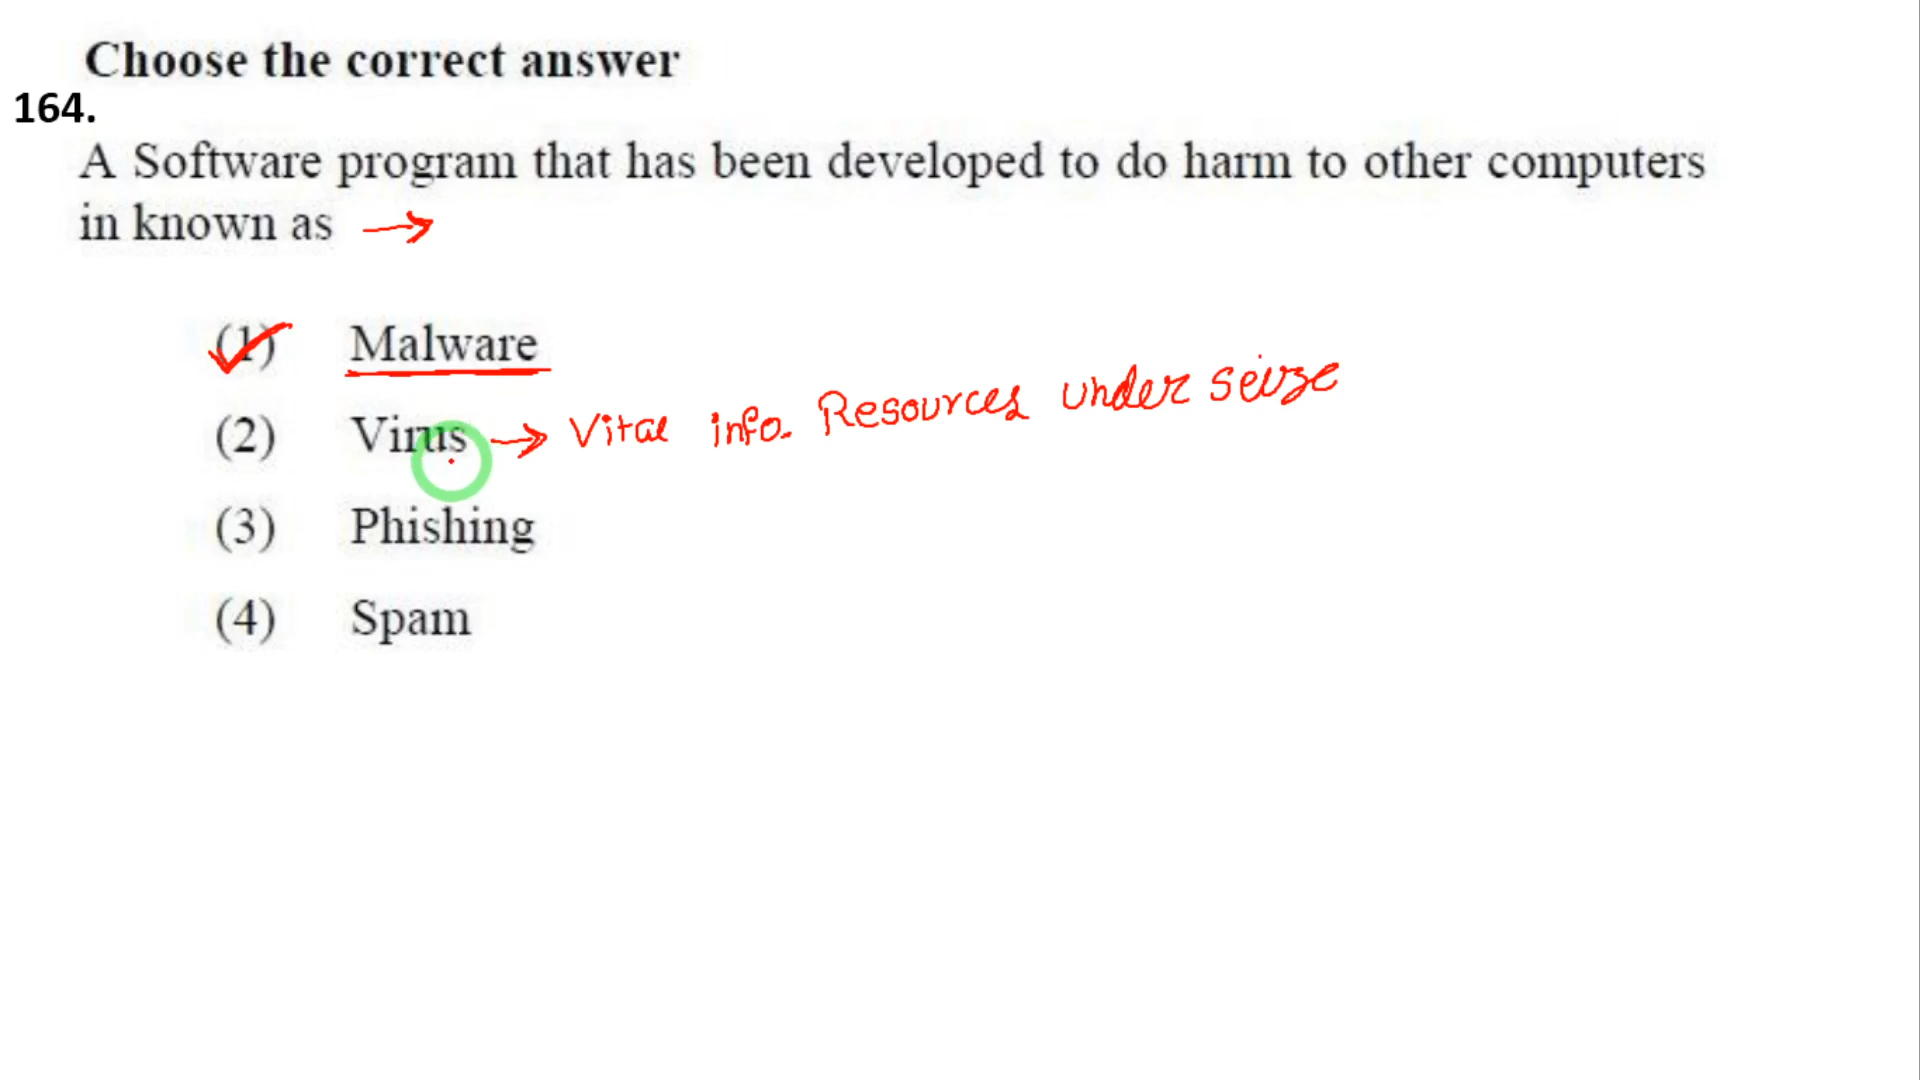 Choose the correct answer
164.
A Software program that has been developed to do harm to other computers
in known as →
(1) Malware
(2) Virus → Vital info. Resources under seize
(3) Phishing
(4) Spam